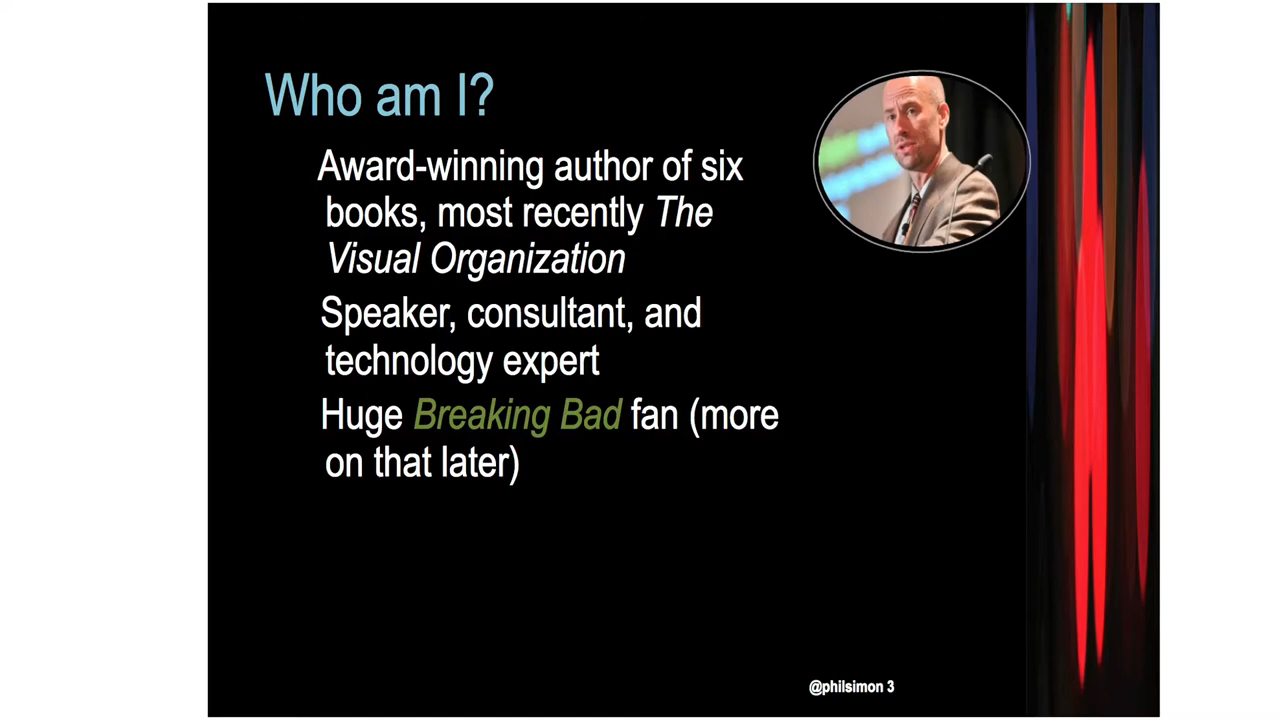 Who am I?
Award-winning author of six
books, most recently The
Visual Organization
Speaker, consultant, and
technology expert
Huge Breaking Bad fan (more
on that later)
@philsimon 3